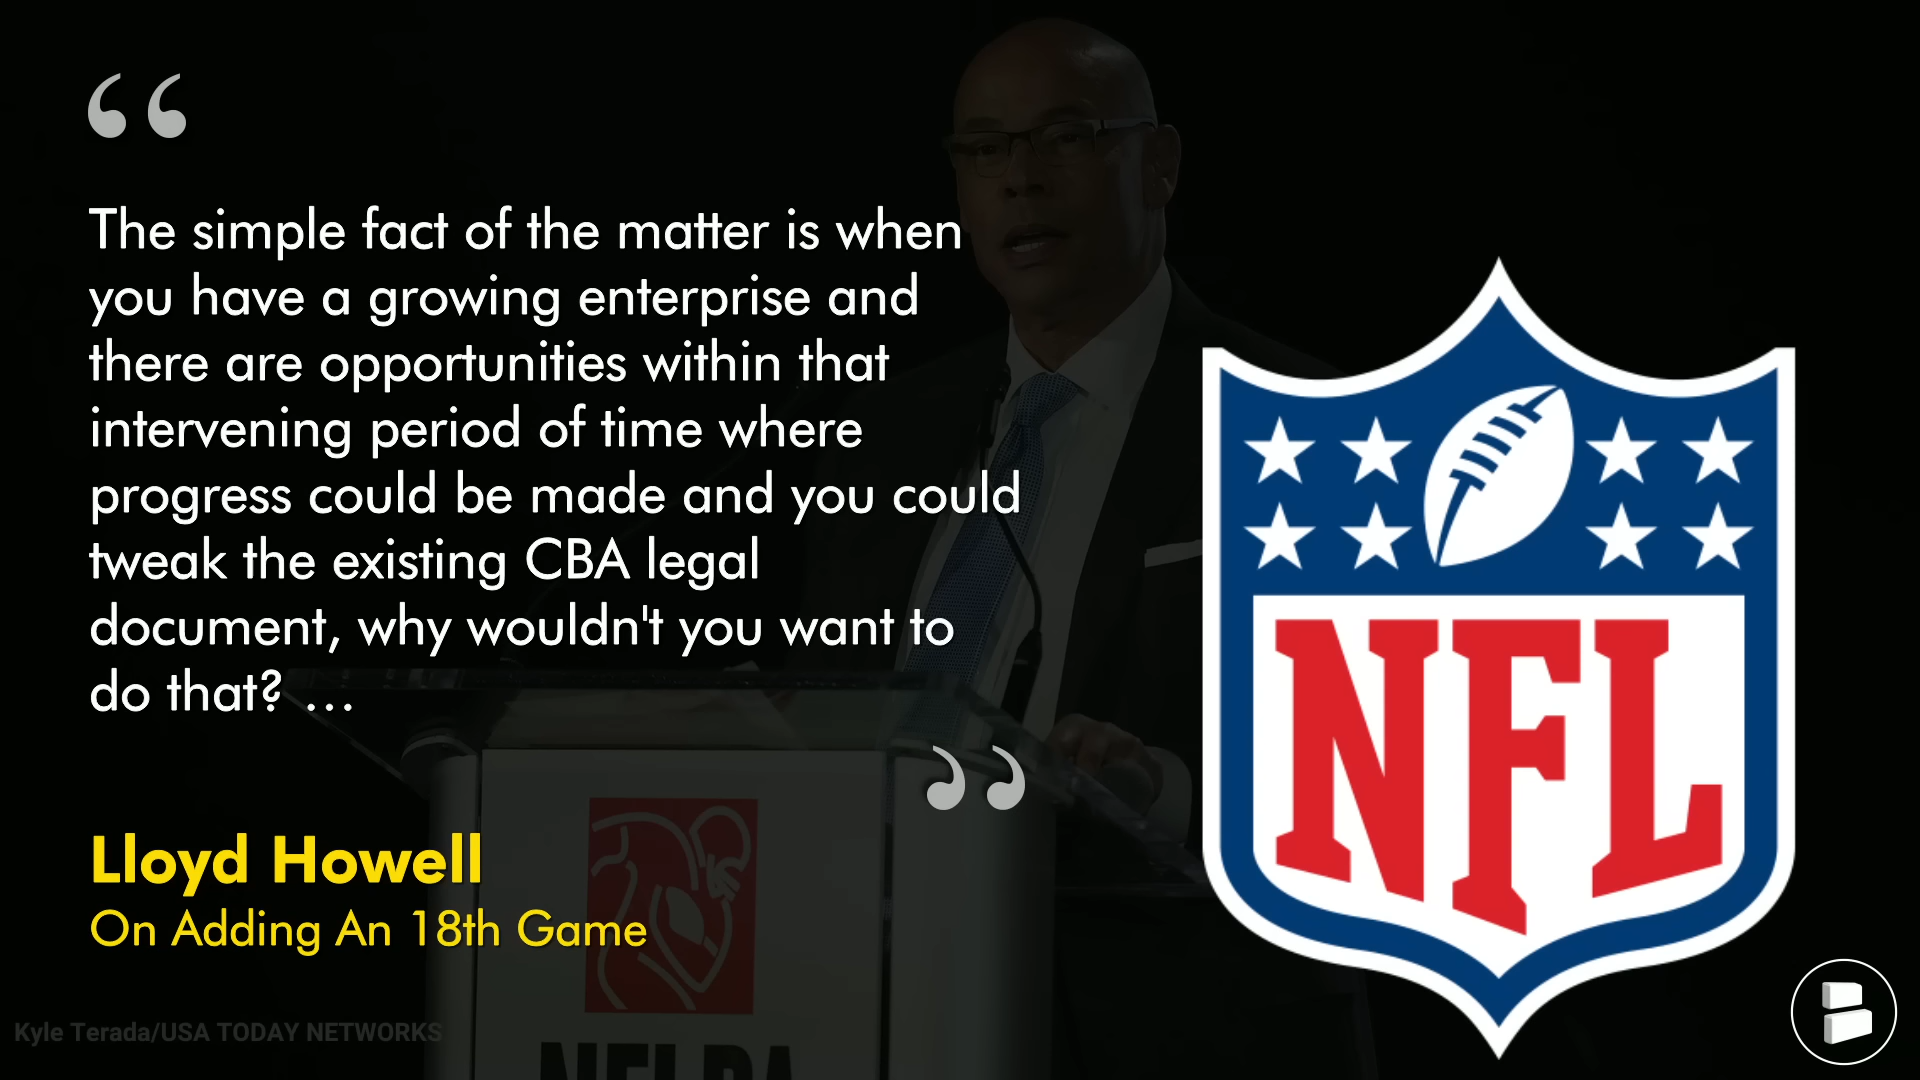 “
The simple fact of the matter is when
you have a growing enterprise and
there are opportunities within that
intervening period of time where
progress could be made and you could
tweak the existing CBA legal
document, why wouldn't you want to
do that? …
”
Lloyd Howell
On Adding An 18th Game
Kyle Terada/USA TODAY NETWORKS
NFLPA
NFL